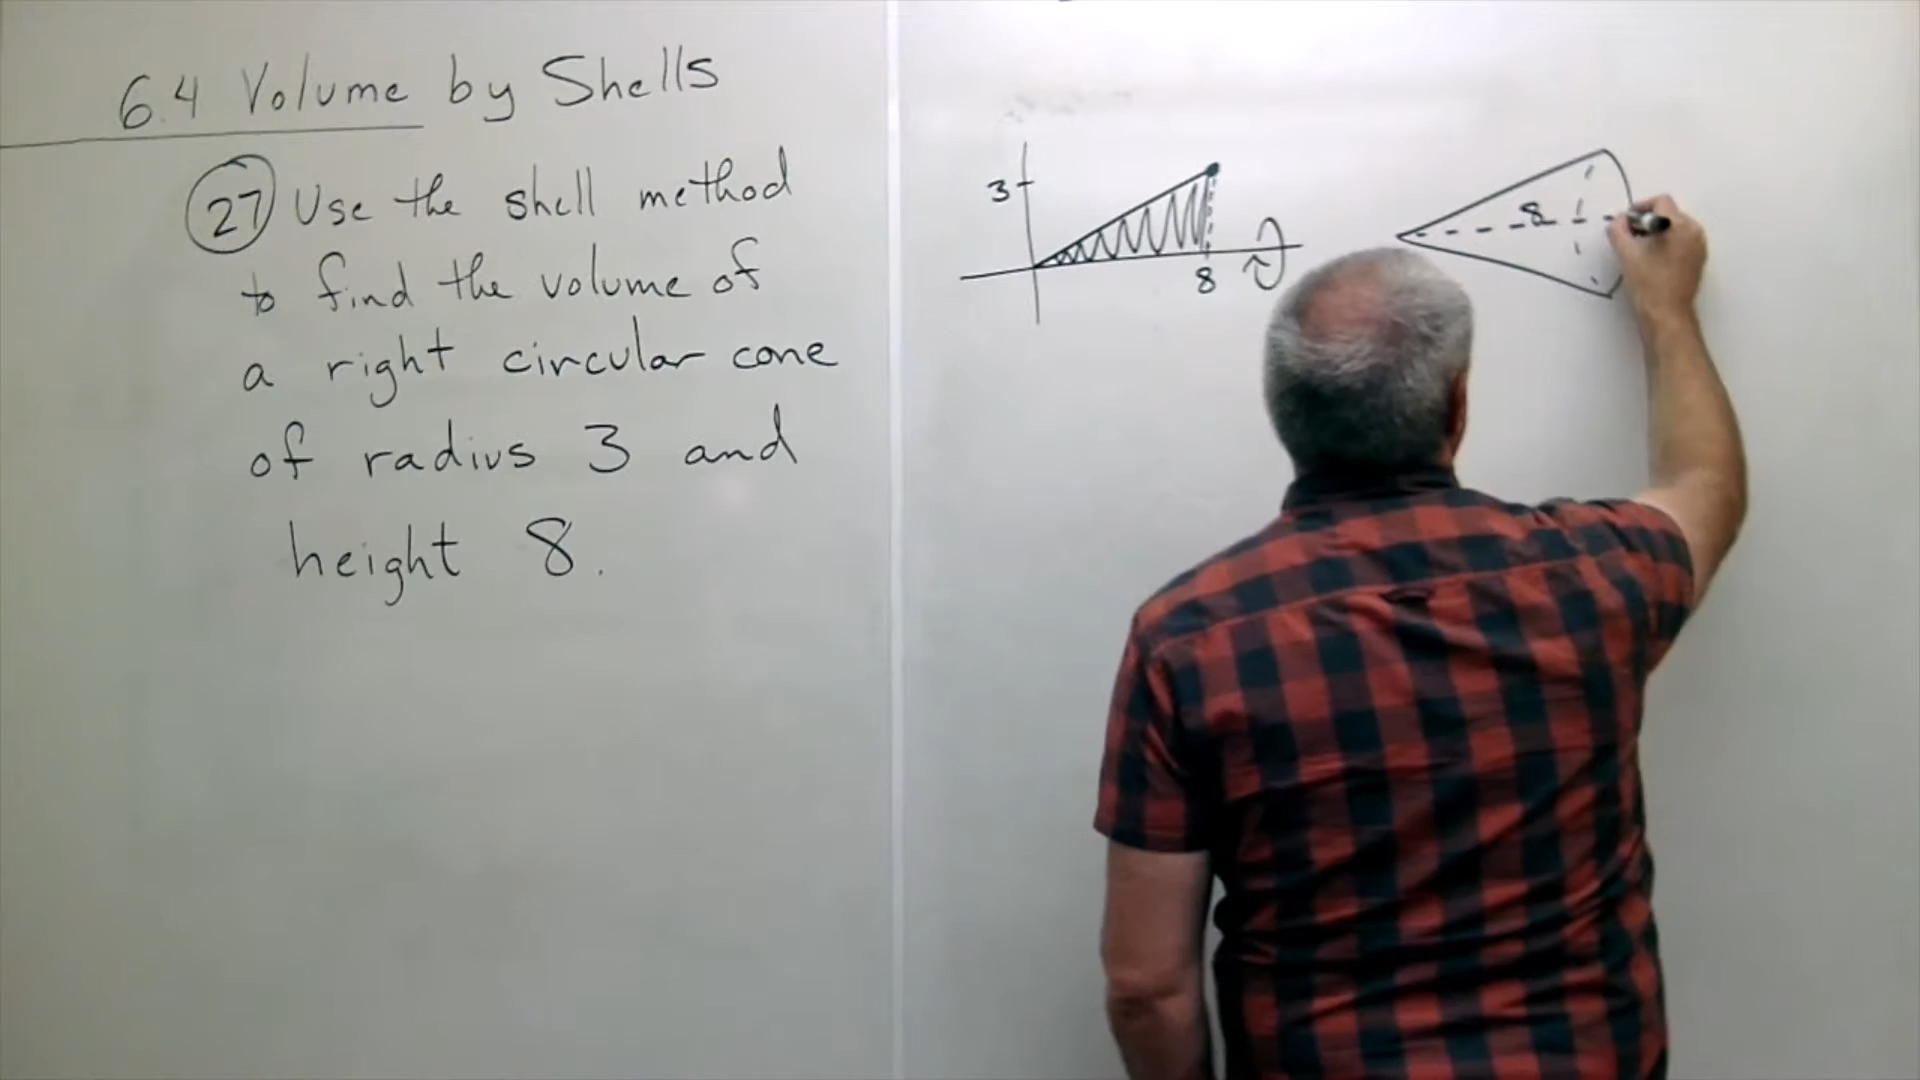 6.4 Volume by Shells
27 Use the shell method
to find the volume of
a right circular cone
of radius 3 and
height 8.
3
8
8